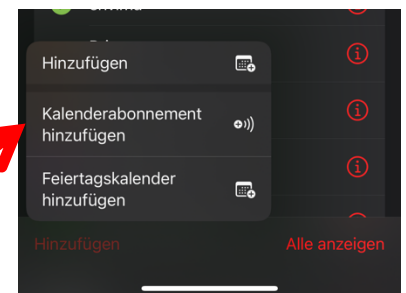 Hinzufügen
Kalenderabonnement
hinzufügen
Feiertagskalender
hinzufügen
Hinzufügen
Alle anzeigen